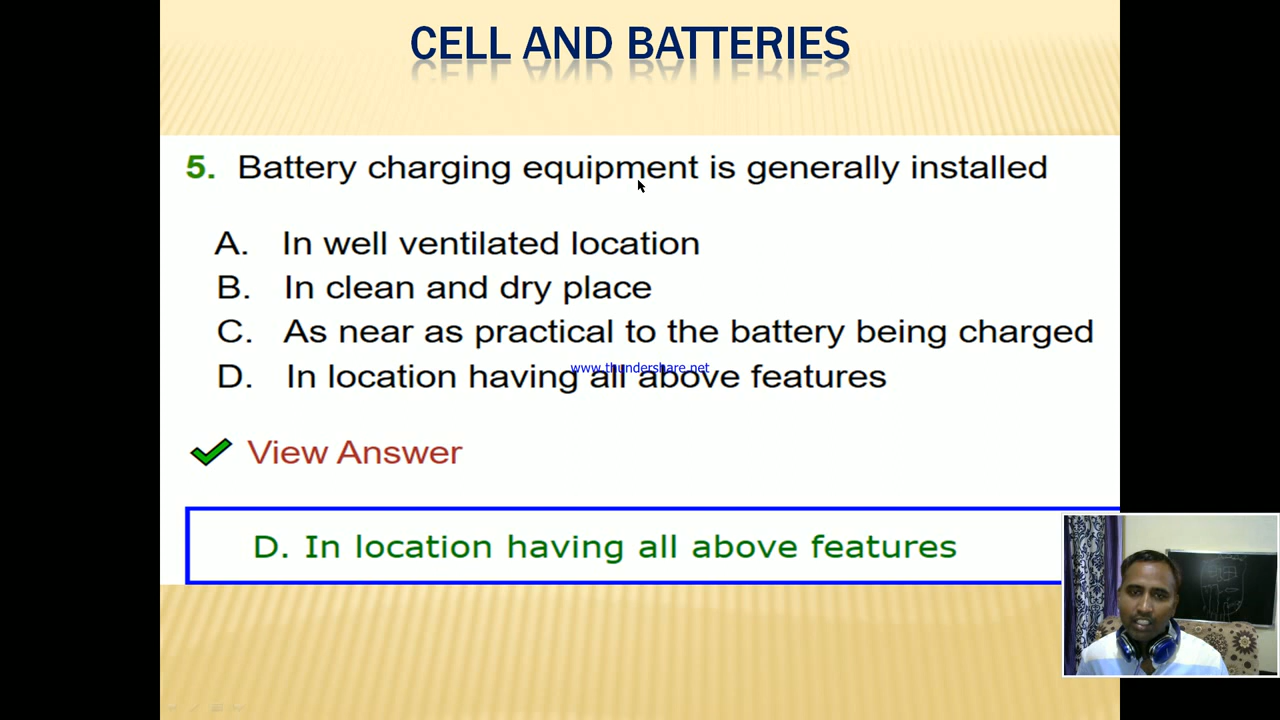 CELL AND BATTERIES
5. Battery charging equipment is generally installed
A. In well ventilated location
B. In clean and dry place
C. As near as practical to the battery being charged
www.thundershare.net
D. In location having all above features
View Answer
D. In location having all above features